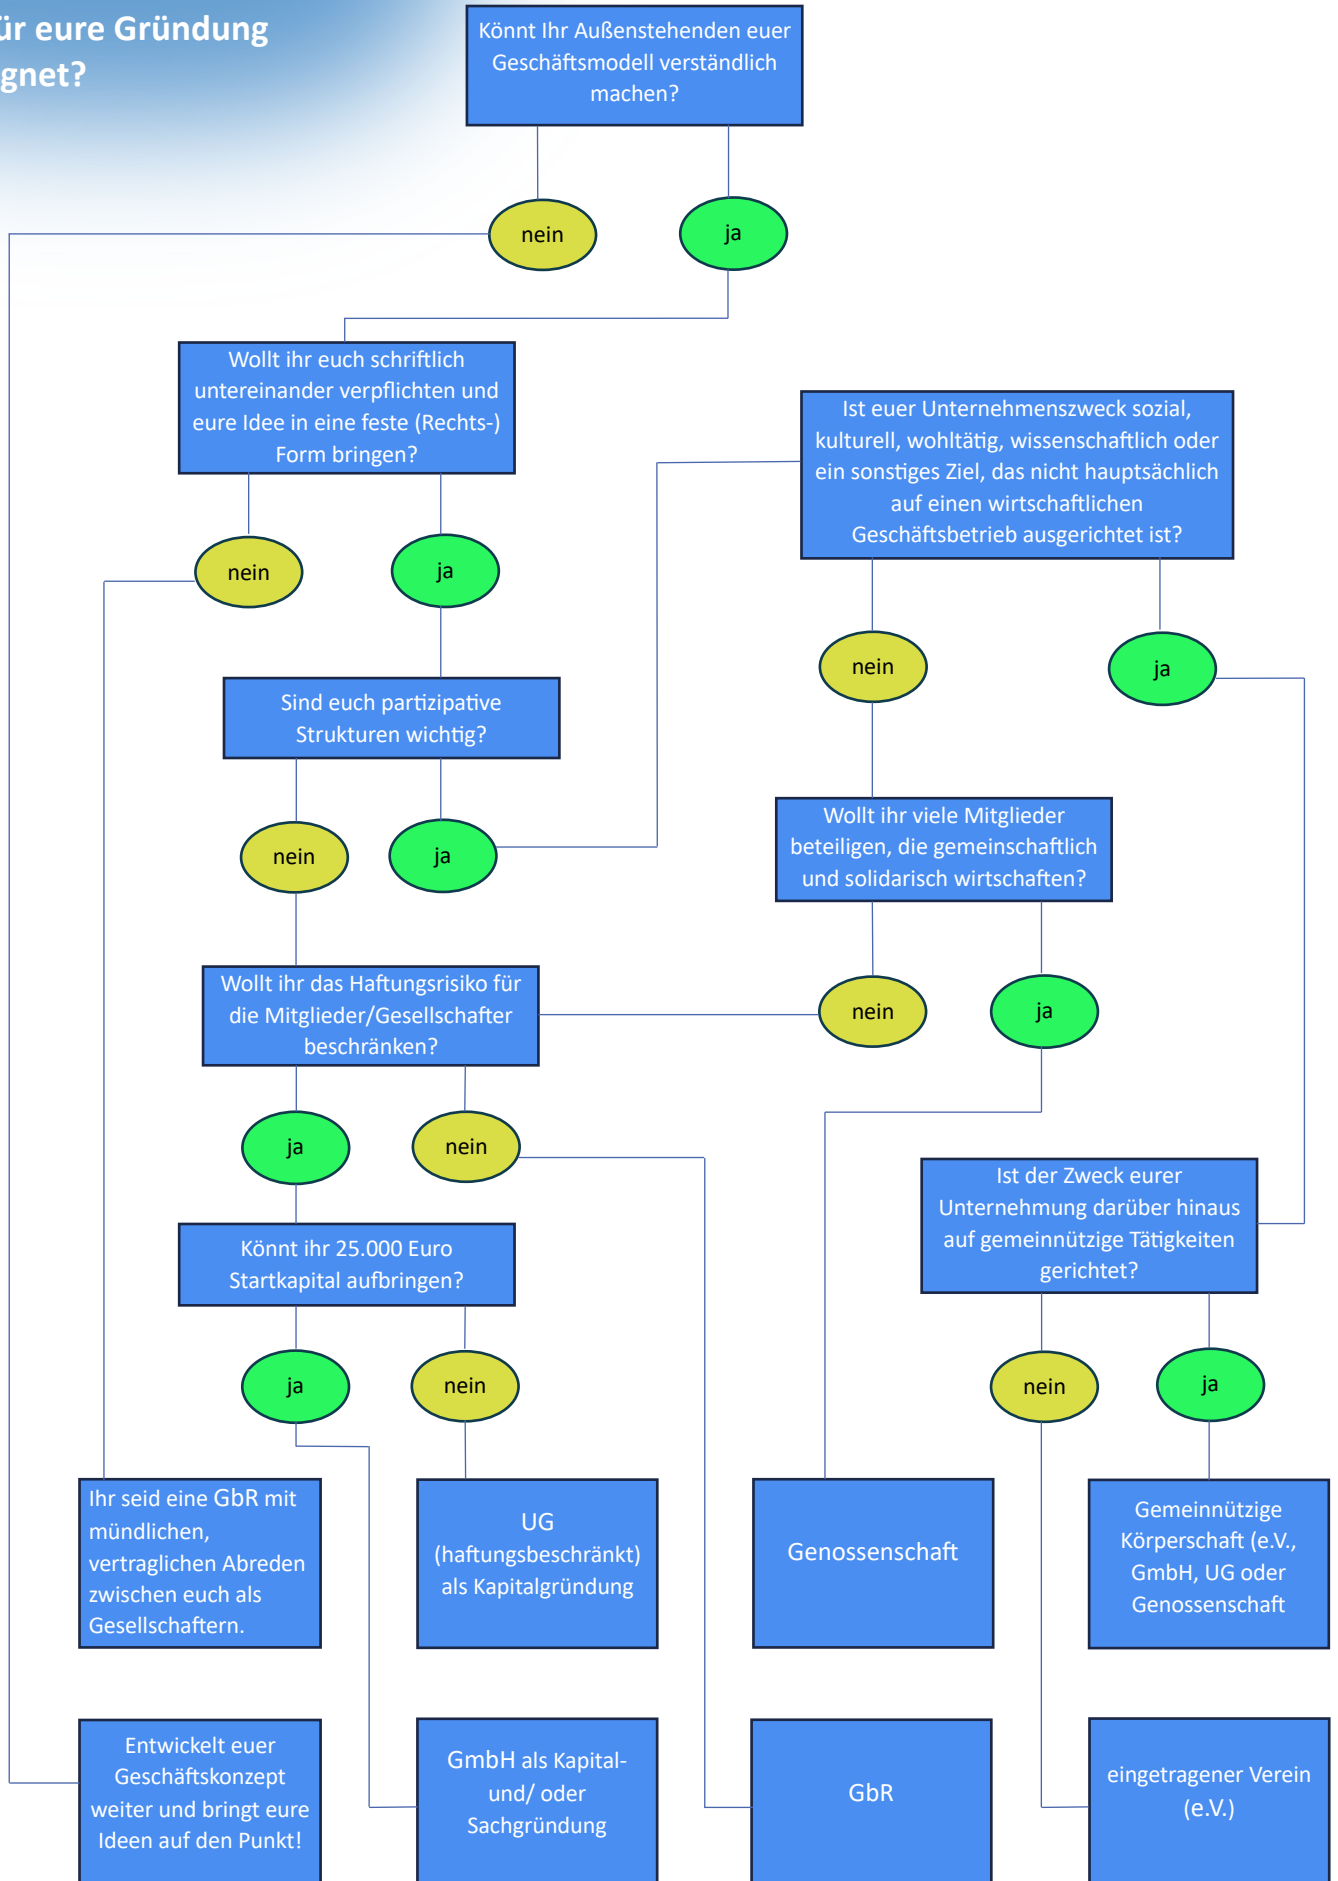 ür eure Gründung
gnet?
Könnt Ihr Außenstehenden euer
Geschäftsmodell verständlich
machen?
nein
ja
Wollt ihr euch schriftlich
untereinander verpflichten und
eure Idee in eine feste (Rechts-)
Form bringen?
Ist euer Unternehmenszweck sozial,
kulturell, wohltätig, wissenschaftlich oder
ein sonstiges Ziel, das nicht hauptsächlich
auf einen wirtschaftlichen
Geschäftsbetrieb ausgerichtet ist?
nein
ja
nein
ja
Sind euch partizipative
Strukturen wichtig?
Wollt ihr viele Mitglieder
beteiligen, die gemeinschaftlich
und solidarisch wirtschaften?
nein
ja
Wollt ihr das Haftungsrisiko für
die Mitglieder/Gesellschafter
beschränken?
nein
ja
ja
nein
Ist der Zweck eurer
Unternehmung darüber hinaus
auf gemeinnützige Tätigkeiten
gerichtet?
Könnt ihr 25.000 Euro
Startkapital aufbringen?
ja
nein
nein
ja
Ihr seid eine GbR mit
mündlichen,
vertraglichen Abreden
zwischen euch als
Gesellschaftern.
UG
(haftungsbeschränkt)
als Kapitalgründung
Genossenschaft
Gemeinnützige
Körperschaft (e.V.,
GmbH, UG oder
Genossenschaft
Entwickelt euer
Geschäftskonzept
weiter und bringt eure
Ideen auf den Punkt!
GmbH als Kapital-
und/ oder
Sachgründung
GbR
eingetragener Verein
(e.V.)